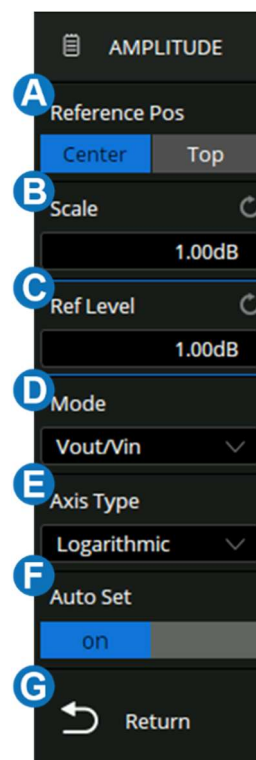 AMPLITUDE
A
Reference Pos
Center Top
B
Scale
1.00dB
C
Ref Level
1.00dB
D
Mode
Vout/Vin
E
Axis Type
Logarithmic
F
Auto Set
on
G
Return